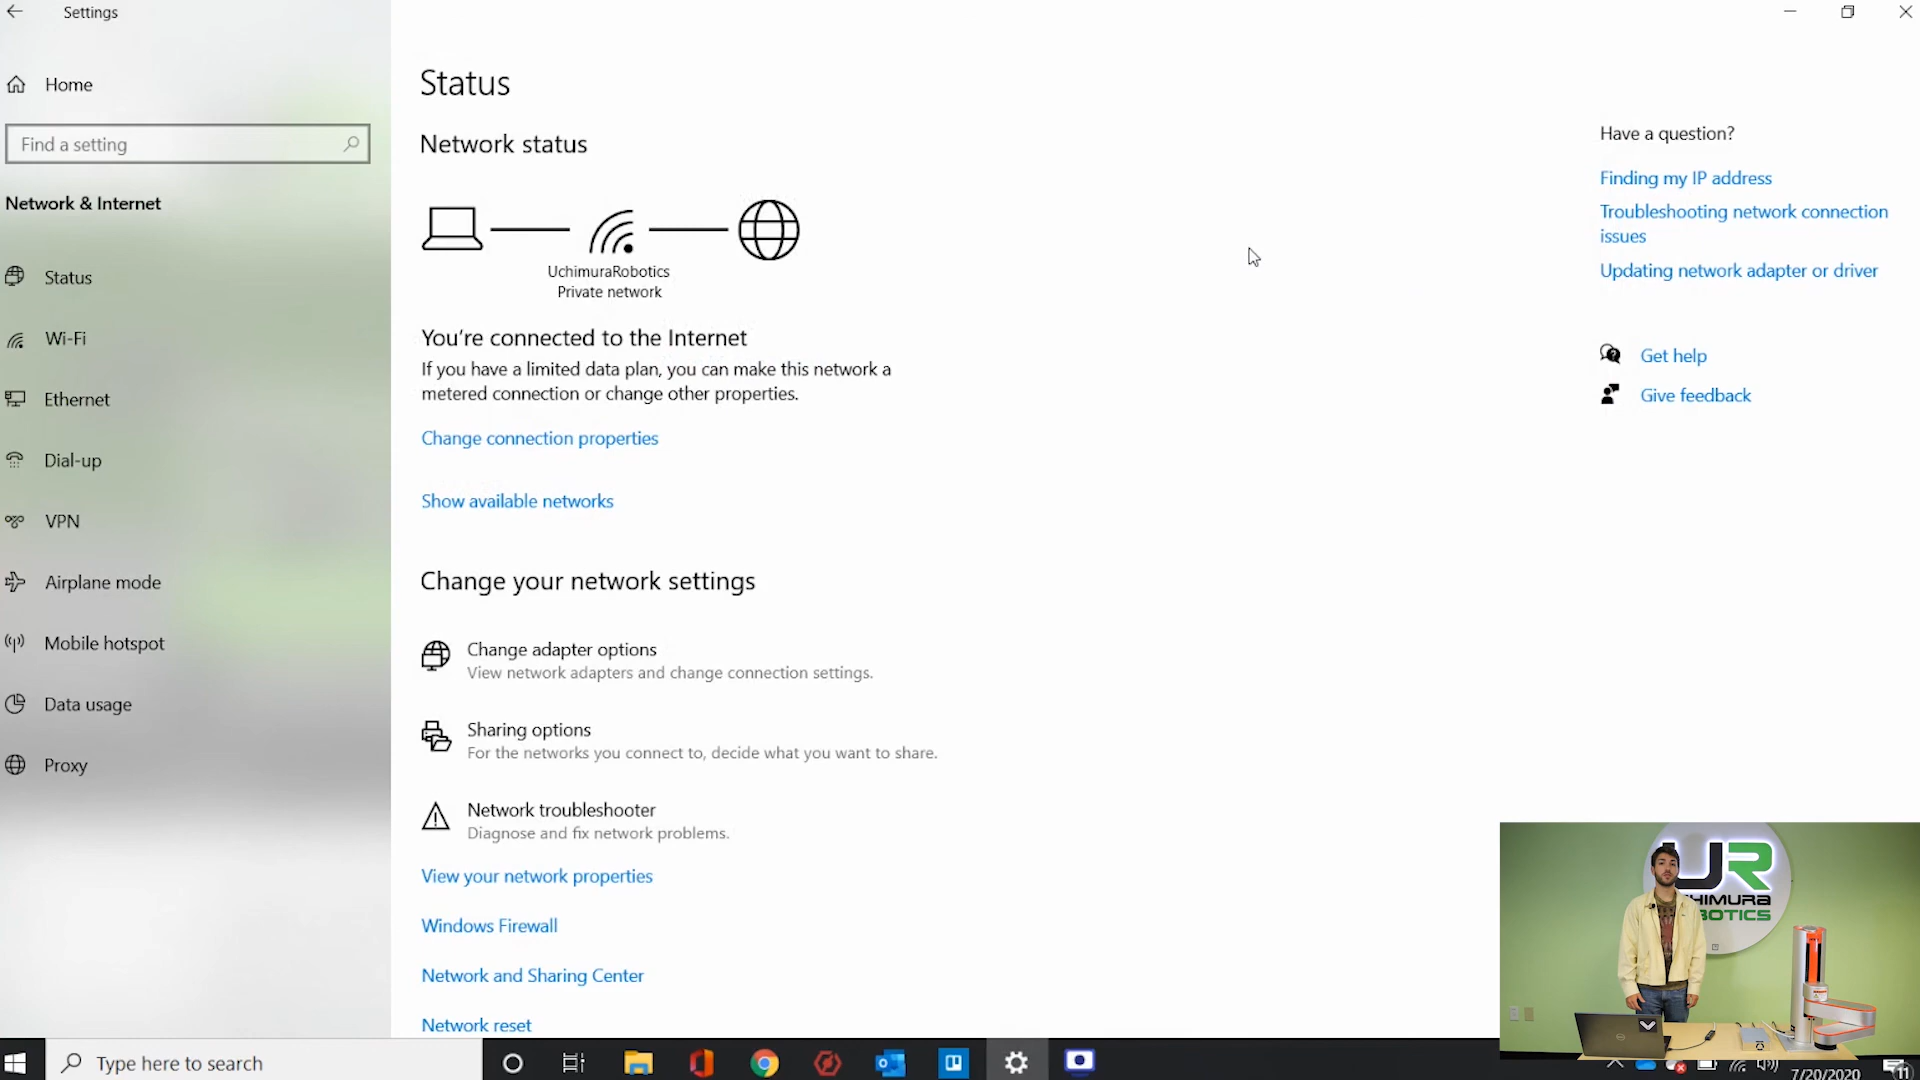 Settings
Home
Find a setting
Network & Internet
Status
Wi-Fi
Ethernet
Dial-up
VPN
Airplane mode
Mobile hotspot
Data usage
Proxy
Status
Network status
UchimuraRobotics
Private network
You're connected to the Internet
If you have a limited data plan, you can make this network a
metered connection or change other properties.
Change connection properties
Show available networks
Change your network settings
Change adapter options
View network adapters and change connection settings.
Sharing options
For the networks you connect to, decide what you want to share.
Network troubleshooter
Diagnose and fix network problems.
View your network properties
Windows Firewall
Network and Sharing Center
Network reset
Have a question?
Finding my IP address
Troubleshooting network connection
issues
Updating network adapter or driver
Get help
Give feedback
UR
Type here to search
7/20/2020
11